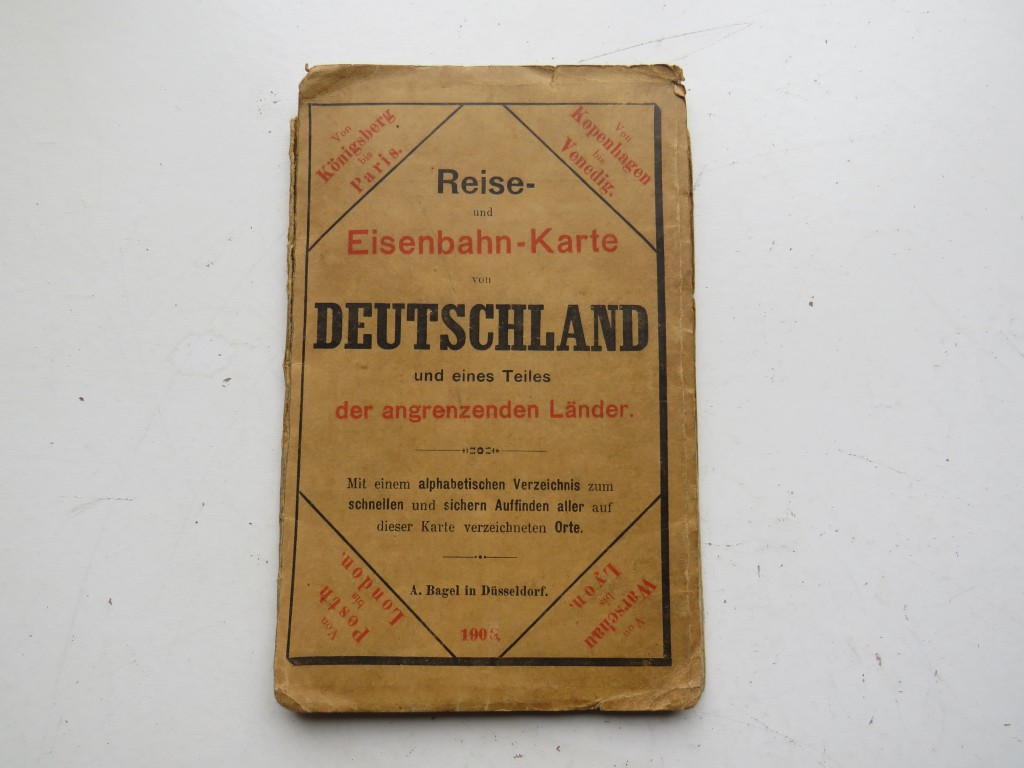 Von
Königsberg
bis
Paris.
Von
Kopenhagen
bis
Venedig.
Reise-
und
Eisenbahn-Karte
von
DEUTSCHLAND
und eines Teiles
der angrenzenden Länder.
Mit einem alphabetischen Verzeichnis zum
schnellen und sichern Auffinden aller auf
dieser Karte verzeichneten Orte.
Von
Posth
bis
London.
Von
Warschau
bis
Lyon.
A. Bagel in Düsseldorf.